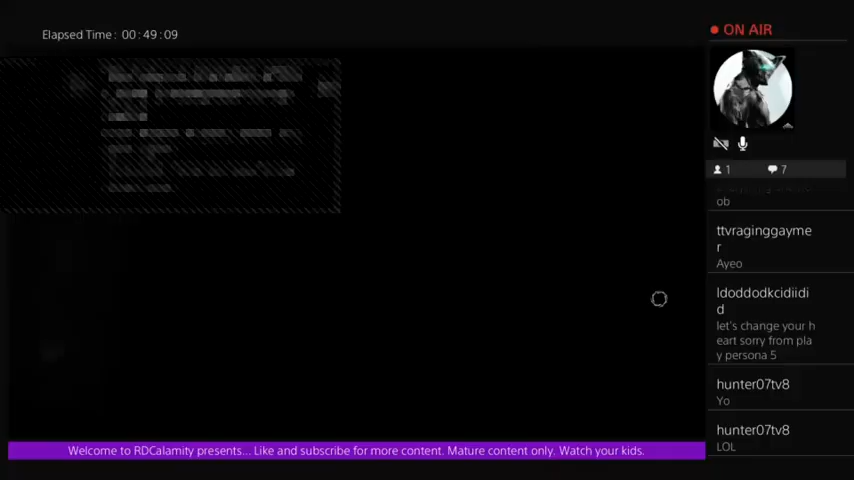 Elapsed Time: 00:49:09
ON AIR
1 7
ob
ttvraginggayme
r
Ayeo
ldoddodkcidiidi
d
let's change your h
eart sorry from pla
y persona 5
hunter07tv8
Yo
hunter07tv8
LOL
Welcome to RDCalamity presents... Like and subscribe for more content. Mature content only. Watch your kids.